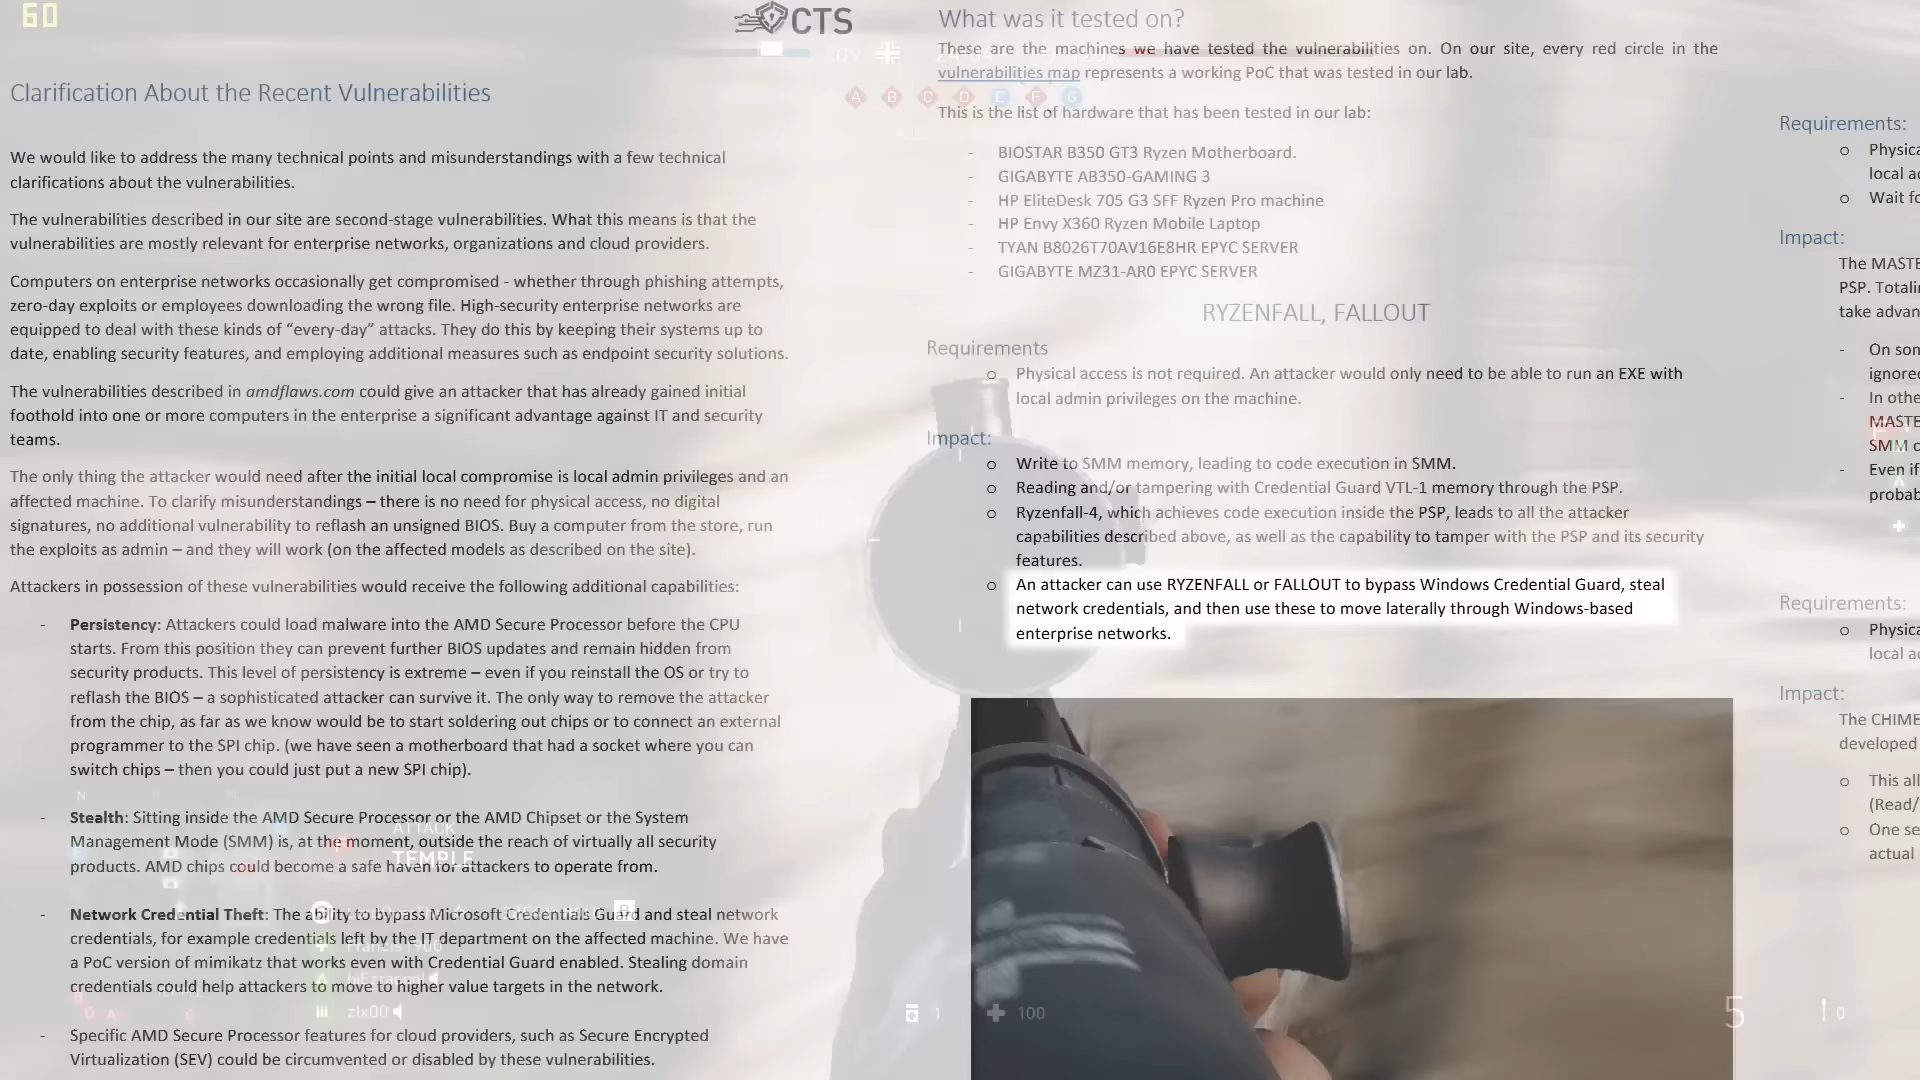 60
CTS
Clarification About the Recent Vulnerabilities
We would like to address the many technical points and misunderstandings with a few technical
clarifications about the vulnerabilities.
The vulnerabilities described in our site are second-stage vulnerabilities. What this means is that the
vulnerabilities are mostly relevant for enterprise networks, organizations and cloud providers.
Computers on enterprise networks occasionally get compromised - whether through phishing attempts,
zero-day exploits or employees downloading the wrong file. High-security enterprise networks are
equipped to deal with these kinds of “every-day” attacks. They do this by keeping their systems up to
date, enabling security features, and employing additional measures such as endpoint security solutions.
The vulnerabilities described in amdflaws.com could give an attacker that has already gained initial
foothold into one or more computers in the enterprise a significant advantage against IT and security
teams.
The only thing the attacker would need after the initial local compromise is local admin privileges and an
affected machine. To clarify misunderstandings – there is no need for physical access, no digital
signatures, no additional vulnerability to reflash an unsigned BIOS. Buy a computer from the store, run
the exploits as admin – and they will work (on the affected models as described on the site).
Attackers in possession of these vulnerabilities would receive the following additional capabilities:
- Persistency: Attackers could load malware into the AMD Secure Processor before the CPU
starts. From this position they can prevent further BIOS updates and remain hidden from
security products. This level of persistency is extreme – even if you reinstall the OS or try to
reflash the BIOS – a sophisticated attacker can survive it. The only way to remove the attacker
from the chip, as far as we know would be to start soldering out chips or to connect an external
programmer to the SPI chip. (we have seen a motherboard that had a socket where you can
switch chips – then you could just put a new SPI chip).
- Stealth: Sitting inside the AMD Secure Processor or the AMD Chipset or the System
Management Mode (SMM) is, at the moment, outside the reach of virtually all security
products. AMD chips could become a safe haven for attackers to operate from.
- Network Credential Theft: The ability to bypass Microsoft Credentials Guard and steal network
credentials, for example credentials left by the IT department on the affected machine. We have
a PoC version of mimikatz that works even with Credential Guard enabled. Stealing domain
credentials could help attackers to move to higher value targets in the network.
- Specific AMD Secure Processor features for cloud providers, such as Secure Encrypted
Virtualization (SEV) could be circumvented or disabled by these vulnerabilities.
ATTACK
TEMPLE
zlx00
What was it tested on?
These are the machines we have tested the vulnerabilities on. On our site, every red circle in the
vulnerabilities map represents a working PoC that was tested in our lab.
A B C D E F G
This is the list of hardware that has been tested in our lab:
- BIOSTAR B350 GT3 Ryzen Motherboard.
- GIGABYTE AB350-GAMING 3
- HP EliteDesk 705 G3 SFF Ryzen Pro machine
- HP Envy X360 Ryzen Mobile Laptop
- TYAN B8026T70AV16E8HR EPYC SERVER
- GIGABYTE MZ31-AR0 EPYC SERVER
RYZENFALL, FALLOUT
Requirements
o Physical access is not required. An attacker would only need to be able to run an EXE with
local admin privileges on the machine.
Impact:
o Write to SMM memory, leading to code execution in SMM.
o Reading and/or tampering with Credential Guard VTL-1 memory through the PSP.
o Ryzenfall-4, which achieves code execution inside the PSP, leads to all the attacker
capabilities described above, as well as the capability to tamper with the PSP and its security
features.
o An attacker can use RYZENFALL or FALLOUT to bypass Windows Credential Guard, steal
network credentials, and then use these to move laterally through Windows-based
enterprise networks.
1 100
5 0
Requirements:
o Physica
local ad
o Wait fo
Impact:
The MASTE
PSP. Totalin
take advan
- On som
ignored
- In othe
MASTE
SMM c
- Even if
probab
Requirements:
o Physica
local ad
Impact:
The CHIME
developed
o This all
(Read/
o One se
actual